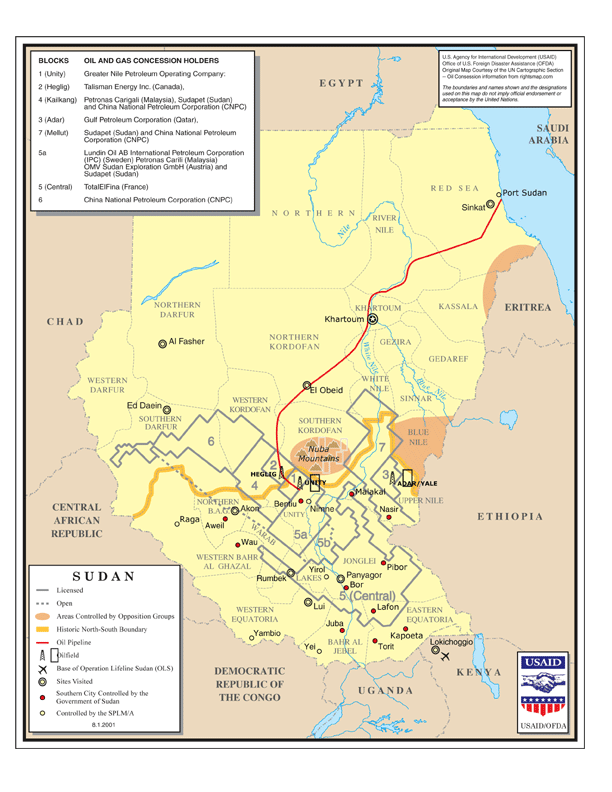 BLOCKS OIL AND GAS CONCESSION HOLDERS
1 (Unity) Greater Nile Petroleum Operating Company:
2 (Heglig) Talisman Energy Inc. (Canada),
4 (Kailkang) Petronas Carigali (Malaysia), Sudapet (Sudan)
and China National Petroleum Corporation (CNPC)
3 (Adar) Gulf Petroleum Corporation (Qatar),
7 (Mellut) Sudapet (Sudan) and China National Petroleum
Corporation (CNPC)
5a Lundin Oil AB International Petroleum Corporation
(IPC) (Sweden) Petronas Carili (Malaysia)
OMV Sudan Exploration GmbH (Austria) and
Sudapet (Sudan)
5 (Central) TotalElFina (France)
6 China National Petroleum Corporation (CNPC)
U.S. Agency for International Development (USAID)
Office of U.S. Foreign Disaster Assistance (OFDA)
Original Map Courtesy of the UN Cartographic Section
– Oil Concession information from rightsmap.com
The boundaries and names shown and the designations
used on this map do not imply official endorsement or
acceptance by the United Nations.
EGYPT
SAUDI
ARABIA
RED SEA
Port Sudan
Sinkat
NORTHERN
RIVER
NILE
Nile
CHAD
NORTHERN
DARFUR
KHARTOUM
Khartoum
KASSALA
ERITREA
Al Fasher
NORTHERN
KORDOFAN
GEZIRA
White Nile
GEDAREF
WESTERN
DARFUR
WHITE
NILE
Blue Nile
El Obeid
SINNAR
Ed Daein
WESTERN
KORDOFAN
SOUTHERN
DARFUR
SOUTHERN
KORDOFAN
6
7
BLUE
NILE
Nuba
Mountains
2
HEGLIG
1
UNITY
3
ADAR/YALE
4
Malakal
UPPER NILE
CENTRAL
AFRICAN
REPUBLIC
NORTHERN
B.A.G.
Akon
Bentiu
Nimne
UNITY
Nasir
ETHIOPIA
Raga
Aweil
WARAB
5a
5b
Wau
WESTERN BAHR
AL GHAZAL
JONGLEI
Pibor
Yirol
Panyagor
Rumbek
LAKES
Bor
5 (Central)
Lui
Lafon
WESTERN
EQUATORIA
EASTERN
EQUATORIA
Juba
Kapoeta
Yambio
BAHR AL
JEBEL
Torit
Lokichoggio
Yei
KENYA
DEMOCRATIC
REPUBLIC OF
THE CONGO
UGANDA
SUDAN
Licensed
Open
Areas Controlled by Opposition Groups
Historic North-South Boundary
Oil Pipeline
Oilfield
Base of Operation Lifeline Sudan (OLS)
Sites Visited
Southern City Controlled by the
Government of Sudan
Controlled by the SPLM/A
8.1.2001
USAID
USAID/OFDA